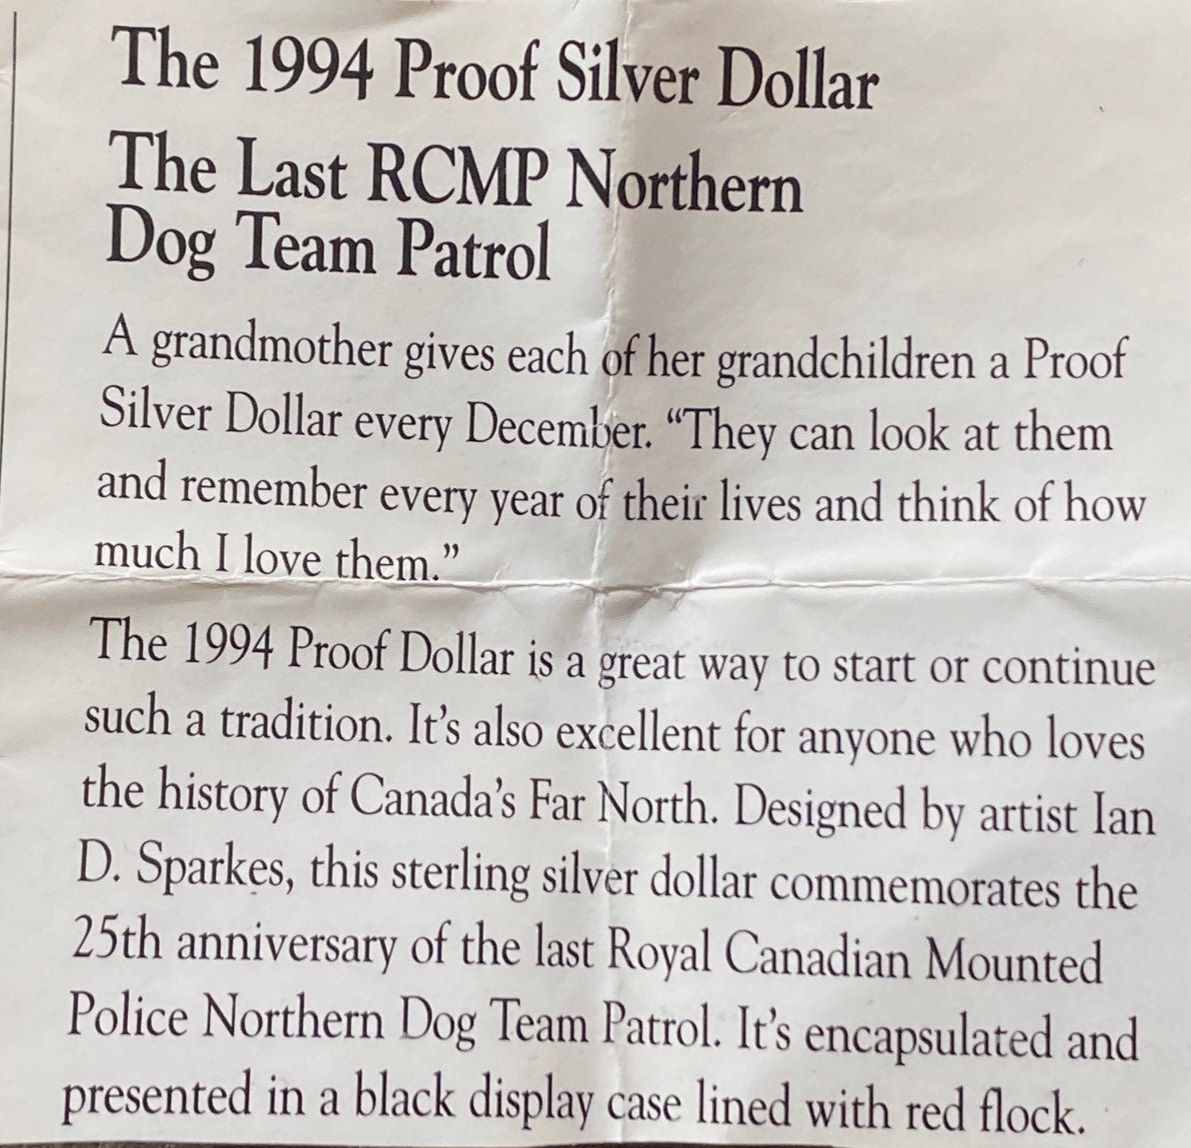 The 1994 Proof Silver Dollar
The Last RCMP Northern
Dog Team Patrol
A grandmother gives each of her grandchildren a Proof
Silver Dollar every December. “They can look at them
and remember every year of their lives and think of how
much I love them.”
The 1994 Proof Dollar is a great way to start or continue
such a tradition. It’s also excellent for anyone who loves
the history of Canada’s Far North. Designed by artist Ian
D. Sparkes, this sterling silver dollar commemorates the
25th anniversary of the last Royal Canadian Mounted
Police Northern Dog Team Patrol. It’s encapsulated and
presented in a black display case lined with red flock.